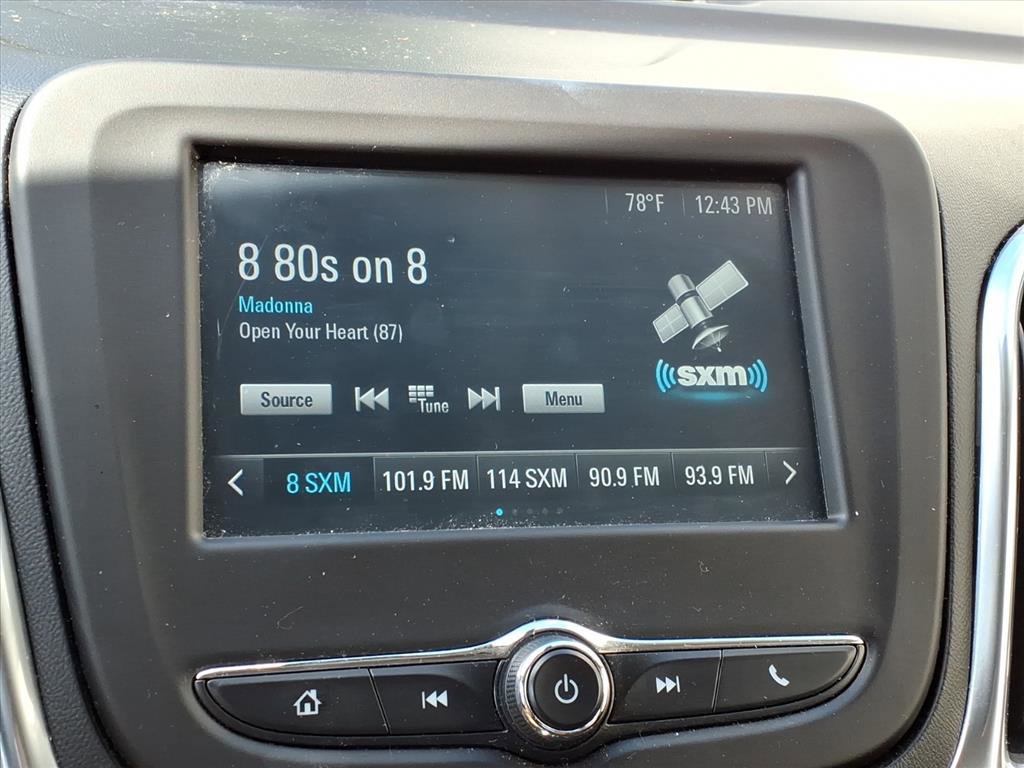 78°F 12:43 PM
8 80s on 8
Madonna
Open Your Heart (87)
sxm
Source Tune Menu
8 SXM 101.9 FM 114 SXM 90.9 FM 93.9 FM